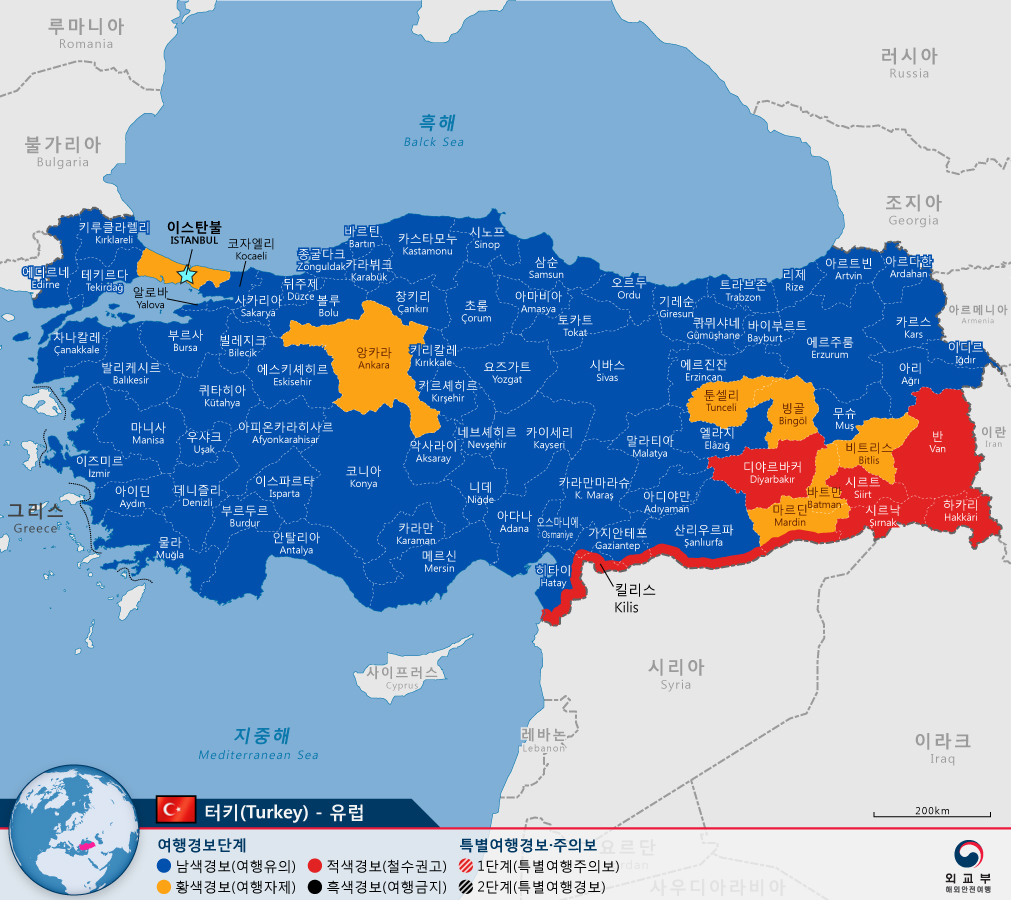 루마니아
Romania
러시아
Russia
흑해
Balck Sea
불가리아
Bulgaria
조지아
Georgia
키루클라렐리
Kırklareli
이스탄불
ISTANBUL
코자엘리
Kocaeli
바르틴
Bartın
카스타모누
Kastamonu
시노프
Sinop
종굴다크
Zonguldak
카라뷔크
Karabük
삼순
Samsun
아르트빈
Artvin
아르다한
Ardahan
에디르네
Edirne
테키르다
Tekirdağ
알로바
Yalova
사카리아
Sakarya
뒤주제
Düzce
볼루
Bolu
창키리
Çankırı
초룸
Çorum
아마비아
Amasya
오르두
Ordu
기레순
Giresun
트라브존
Trabzon
리제
Rize
아르메니아
Armenia
자나칼레
Çanakkale
부르사
Bursa
빌레지크
Bilecik
토카트
Tokat
퀴뮈샤네
Gümüşhane
바이부르트
Bayburt
카르스
Kars
에르주룸
Erzurum
이디르
Iğdır
발리케시르
Balıkesir
에스키셰히르
Eskisehir
앙카라
Ankara
키리칼레
Kırıkkale
요즈가트
Yozgat
시바스
Sivas
에르진잔
Erzincan
아리
Ağrı
퀴타히아
Kütahya
키르셰히르
Kırşehir
툰셀리
Tunceli
빙골
Bingöl
무슈
Muş
마니사
Manisa
우샤크
Uşak
아피온카라히사르
Afyonkarahisar
악사라이
Aksaray
네브셰히르
Nevşehir
카이세리
Kayseri
말라티아
Malatya
엘라지
Elâzığ
비트리스
Bitlis
반
Van
이란
Iran
이즈미르
Izmir
아이딘
Aydın
데니즐리
Denizli
이스파르타
Isparta
코니아
Konya
니데
Niğde
카라만마라슈
K. Maraş
아디야만
Adıyaman
디야르바커
Diyarbakır
시르트
Siirt
바트만
Batman
하카리
Hakkâri
그리스
Greece
부르두르
Burdur
안탈리아
Antalya
카라만
Karaman
아다나
Adana
오스마니에
Osmaniye
가지안테프
Gaziantep
산리우르파
Şanlıurfa
마르딘
Mardin
시르낙
Şırnak
물라
Muğla
메르신
Mersin
히타이
Hatay
킬리스
Kilis
사이프러스
Cyprus
시리아
Syria
지중해
Mediterranean Sea
레바논
Lebanon
이라크
Iraq
200km
터키(Turkey) - 유럽
여행경보단계
남색경보(여행유의)
적색경보(철수권고)
황색경보(여행자제)
흑색경보(여행금지)
특별여행경보·주의보
1단계(특별여행주의보)
2단계(특별여행경보)
사우디아라비아
외교부
해외안전여행